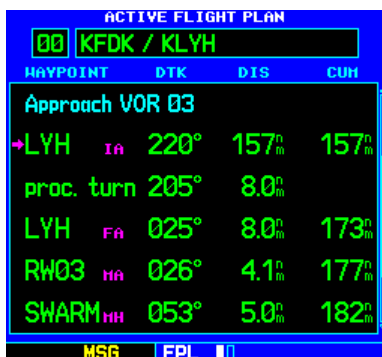 ACTIVE FLIGHT PLAN
00 KFDK / KLYH
WAYPOINT DTK DIS CUM
Approach VOR 03
→LYH IA 220° 157nm 157nm
proc. turn 205° 8.0nm
LYH FA 025° 8.0nm 173nm
RW03 MA 026° 4.1nm 177nm
SWARM MH 053° 5.0nm 182nm
MSG FPL